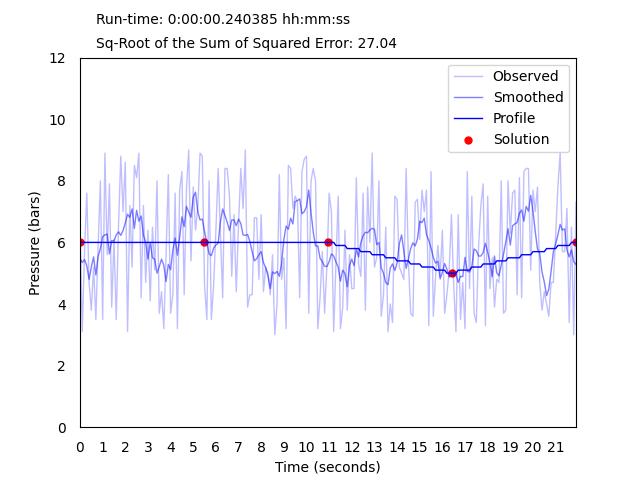 Run-time: 0:00:00.240385 hh:mm:ss
Sq-Root of the Sum of Squared Error: 27.04
12
10
8
6
4
2
0
Pressure (bars)
Observed
Smoothed
Profile
Solution
0 1 2 3 4 5 6 7 8 9 10 11 12 13 14 15 16 17 18 19 20 21
Time (seconds)